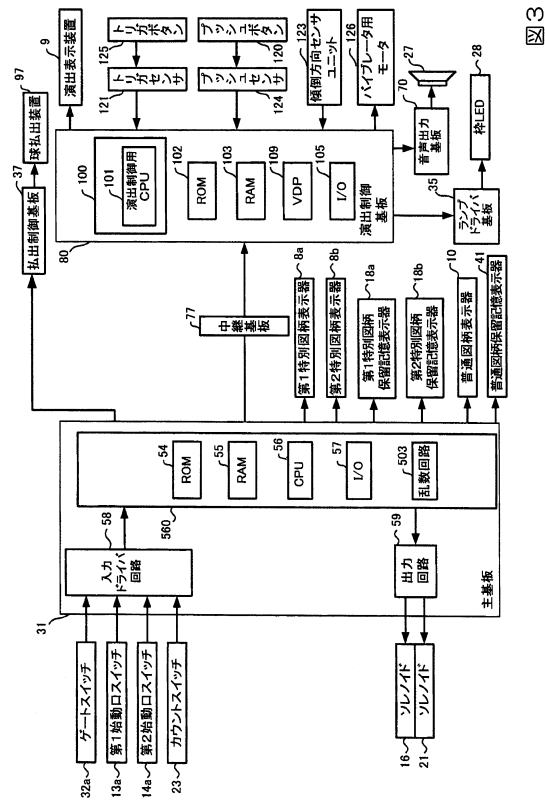 図3
31
32a
ゲートスイッチ
13a
第1始動口スイッチ
14a
第2始動口スイッチ
23
カウントスイッチ
58
入力
ドライバ
回路
560
54
ROM
55
RAM
56
CPU
57
I/O
503
乱数回路
59
出力
回路
主基板
16
ソレノイド
21
ソレノイド
77
中継基板
8a
第1特別図柄表示器
8b
第2特別図柄表示器
18a
第1特別図柄
保留記憶表示器
18b
第2特別図柄
保留記憶表示器
10
普通図柄表示器
41
普通図柄保留記憶表示器
37
払出制御基板
97
球払出装置
80
100
101
演出制御用
CPU
102
ROM
103
RAM
109
VDP
105
I/O
演出制御
基板
9
演出表示装置
121
トリガセンサ
125
トリガボタン
124
プッシュセンサ
120
プッシュボタン
123
傾倒方向センサ
ユニット
126
バイブレータ用
モータ
70
音声出力
基板
27
35
ランプ
ドライバ
基板
28
枠LED